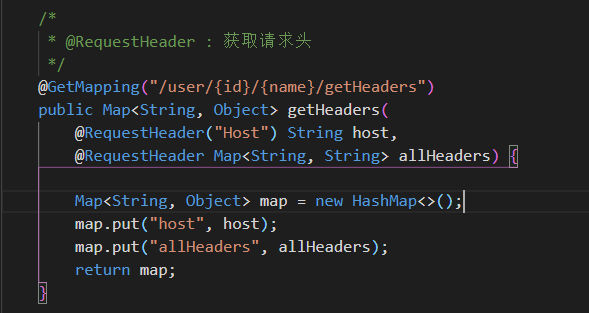 /*
* @RequestHeader : 获取请求头
*/
@GetMapping("/user/{id}/{name}/getHeaders")
public Map<String, Object> getHeaders(
@RequestHeader("Host") String host,
@RequestHeader Map<String, String> allHeaders) {
Map<String, Object> map = new HashMap<>();
map.put("host", host);
map.put("allHeaders", allHeaders);
return map;
}